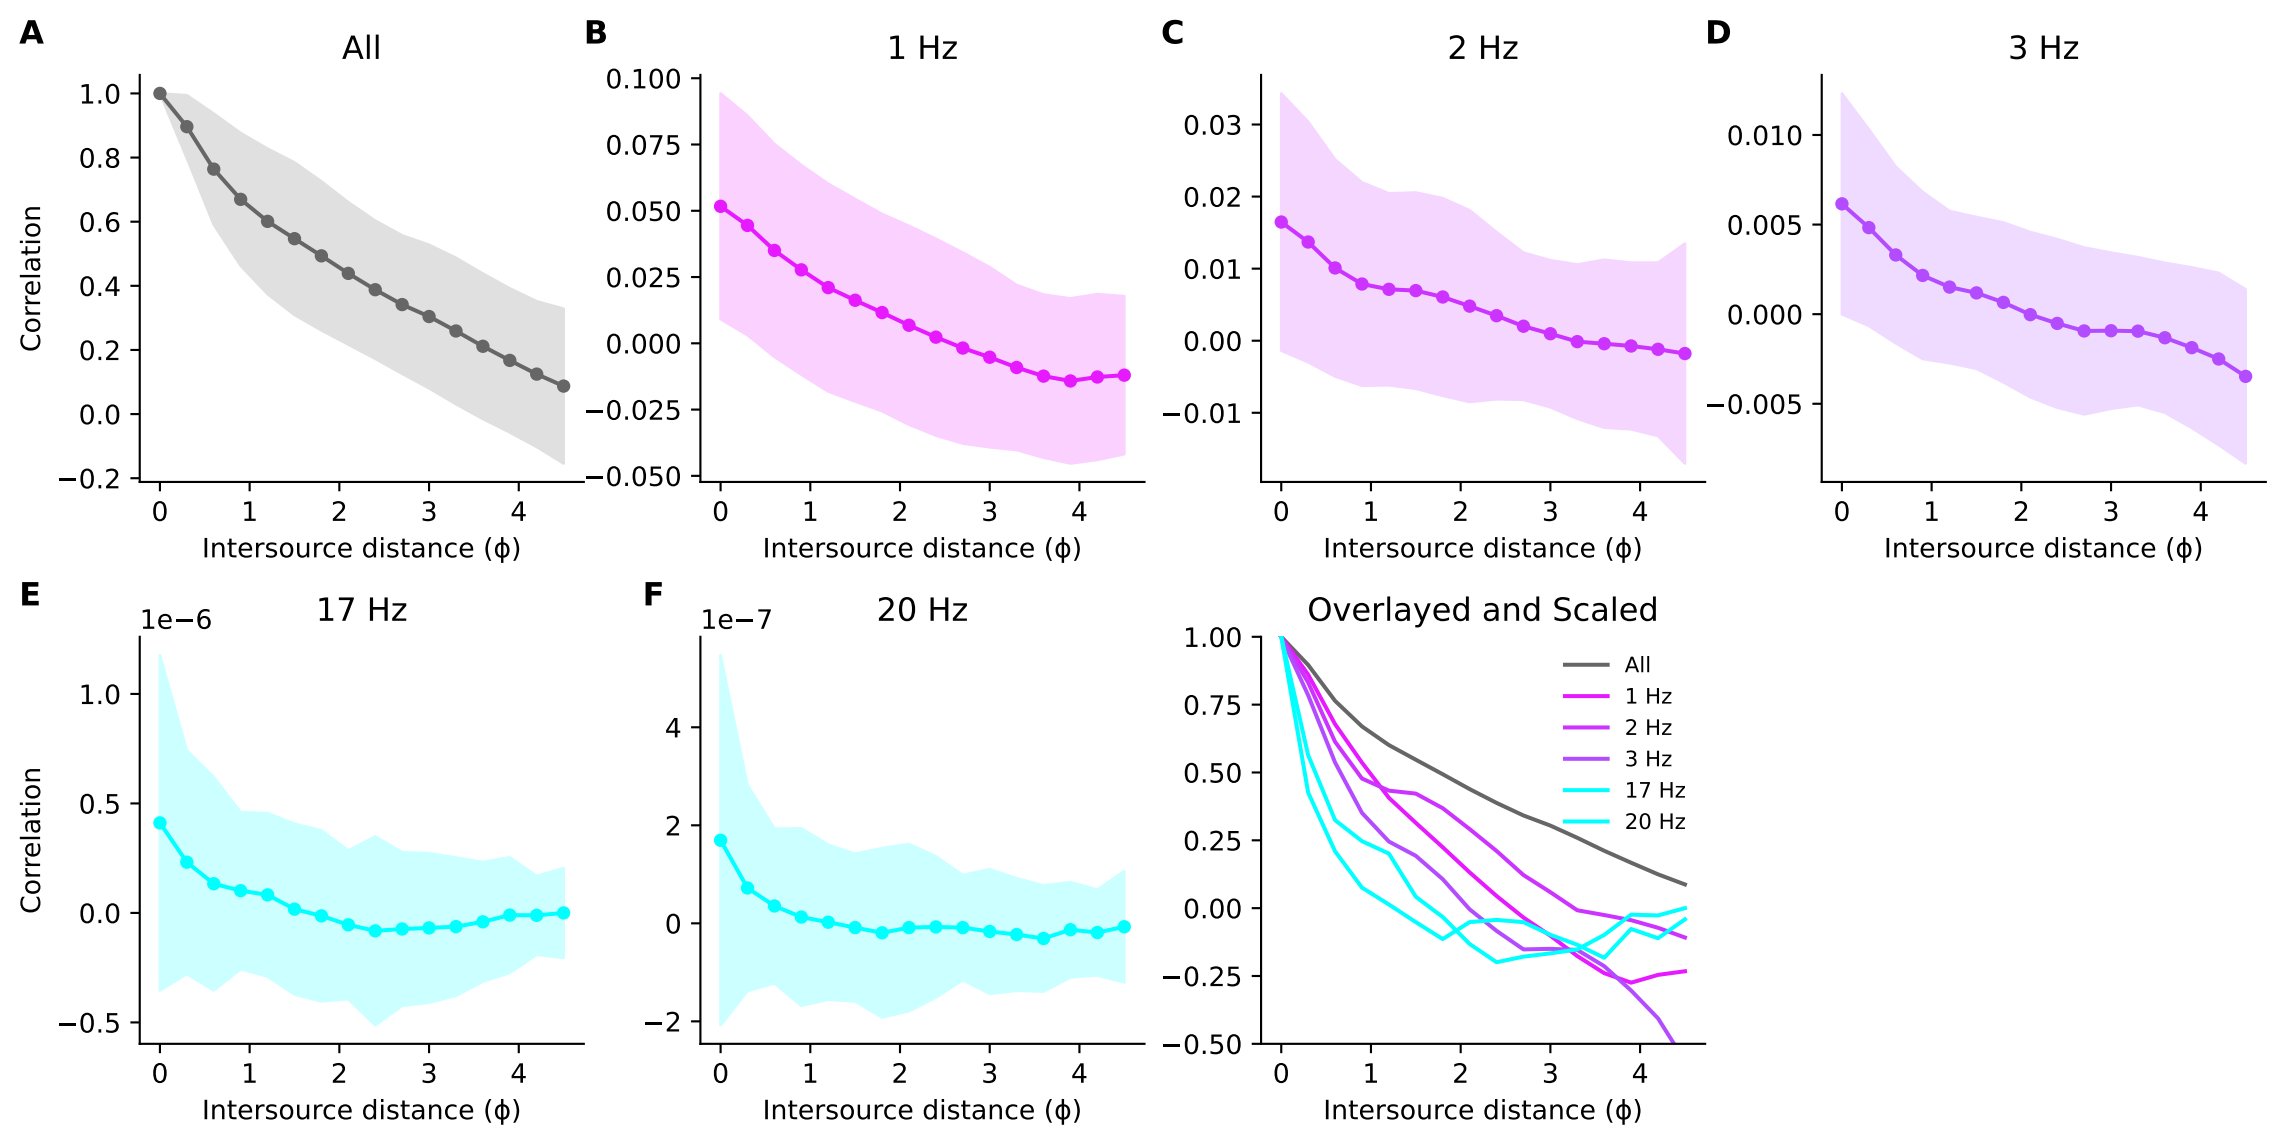 A
All
B
1 Hz
C
2 Hz
D
3 Hz
Correlation
1.0
0.8
0.6
0.4
0.2
0.0
−0.2
0 1 2 3 4
Intersource distance (ϕ)
0.100
0.075
0.050
0.025
0.000
−0.025
−0.050
0 1 2 3 4
Intersource distance (ϕ)
0.03
0.02
0.01
0.00
−0.01
0 1 2 3 4
Intersource distance (ϕ)
0.010
0.005
0.000
−0.005
0 1 2 3 4
Intersource distance (ϕ)
E
17 Hz
1e−6
Correlation
1.0
0.5
0.0
−0.5
0 1 2 3 4
Intersource distance (ϕ)
F
20 Hz
1e−7
4
2
0
−2
0 1 2 3 4
Intersource distance (ϕ)
Overlayed and Scaled
1.00
0.75
0.50
0.25
0.00
−0.25
−0.50
All
1 Hz
2 Hz
3 Hz
17 Hz
20 Hz
0 1 2 3 4
Intersource distance (ϕ)